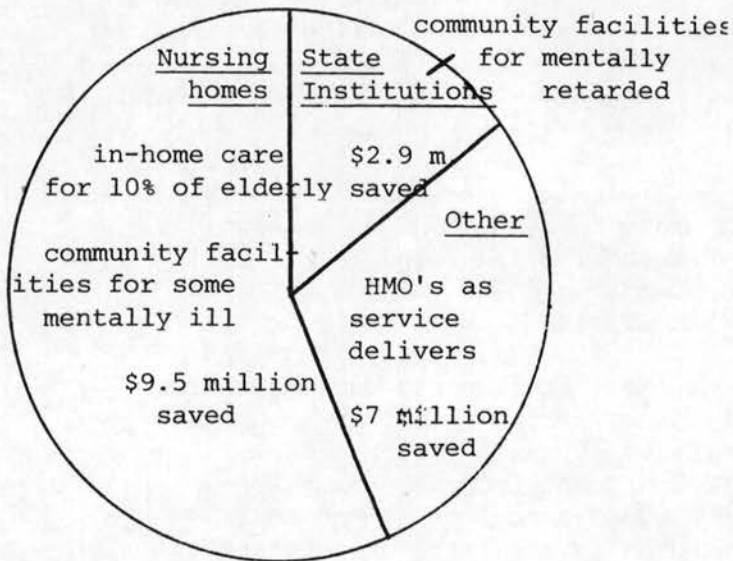 Nursing
homes
in-home care
for 10% of elderly
community facil-
ities for some
mentally ill
$9.5 million
saved
State
Institutions
$2.9 m.
saved
community facilities
for mentally
retarded
Other
HMO's as
service
delivers
$7 million
saved